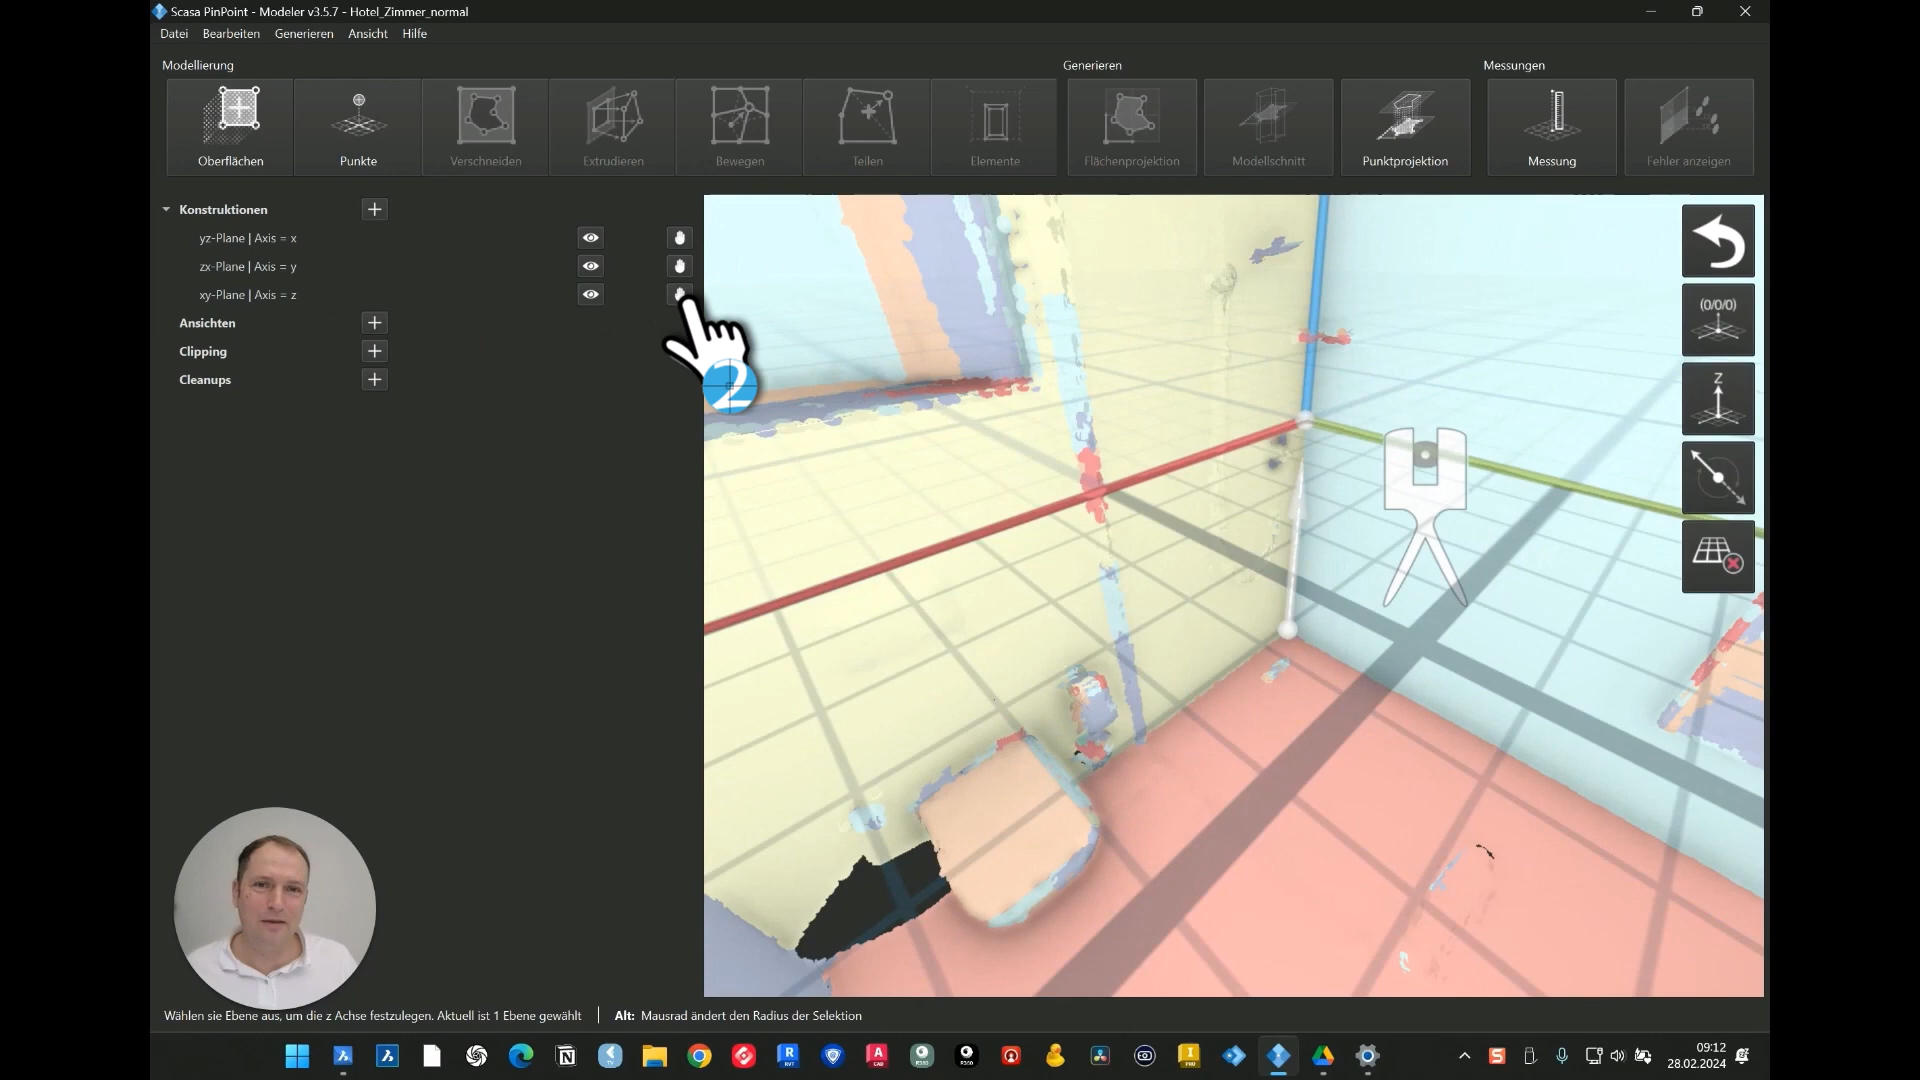 Scasa PinPoint - Modeler v3.5.7 - Hotel_Zimmer_normal
Datei Bearbeiten Generieren Ansicht Hilfe
Modellierung Generieren Messungen
Oberflächen Punkte Verschneiden Extrudieren Bewegen Teilen Elemente Flächenprojektion Modellschnitt Punktprojektion Messung Fehler anzeigen
Konstruktionen
yz-Plane | Axis = x
zx-Plane | Axis = y
xy-Plane | Axis = z
Ansichten
Clipping
Cleanups
2
(0/0/0)
Z
Wählen sie Ebene aus, um die z Achse festzulegen. Aktuell ist 1 Ebene gewählt Alt: Mausrad ändert den Radius der Selektion
09:12
28.02.2024